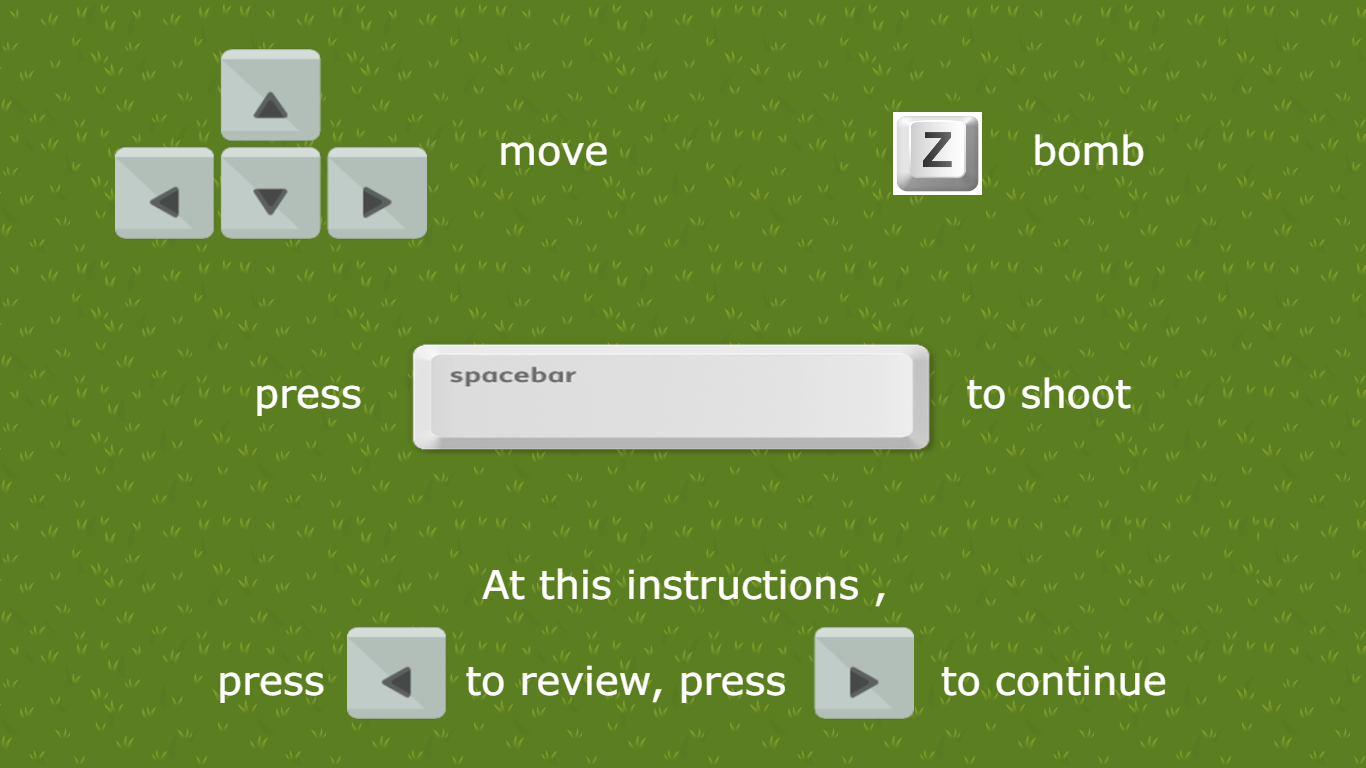 move
Z bomb
press spacebar to shoot
At this instructions ,
press to review, press to continue